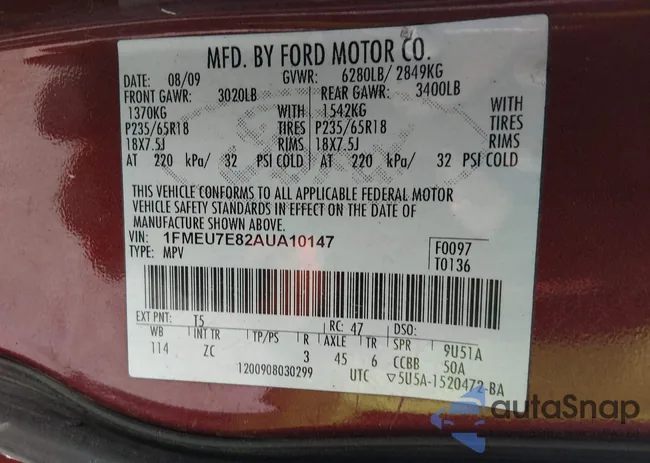 MFD. BY FORD MOTOR CO.
DATE: 08/09 GVWR: 6280LB/ 2849KG
FRONT GAWR: 3020LB REAR GAWR: 3400LB
1370KG WITH 1542KG WITH
P235/65R18 TIRES P235/65R18 TIRES
18X7.5J RIMS 18X7.5J RIMS
AT 220 kPa/ 32 PSI COLD AT 220 kPa/ 32 PSI COLD
THIS VEHICLE CONFORMS TO ALL APPLICABLE FEDERAL MOTOR
VEHICLE SAFETY STANDARDS IN EFFECT ON THE DATE OF
MANUFACTURE SHOWN ABOVE.
VIN: 1FMEU7E82AUA10147 F0097
TYPE: MPV T0136
EXT PNT: T5 RC: 47 DSO:
WB INT TR TP/PS R AXLE TR SPR 9U51A
114 ZC 3 45 6 CCBB 50A
1200908030299 UTC ▽5U5A-1520472-BA
autoSnap